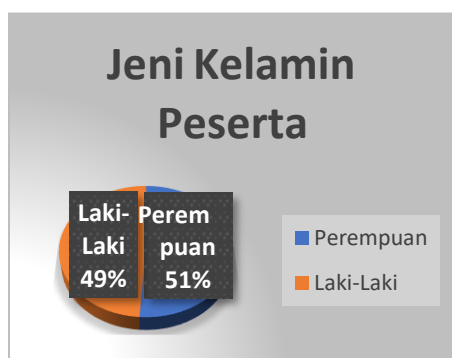 Jeni Kelamin
Peserta
Laki-
Laki
49%
Perem
puan
51%
Perempuan
Laki-Laki